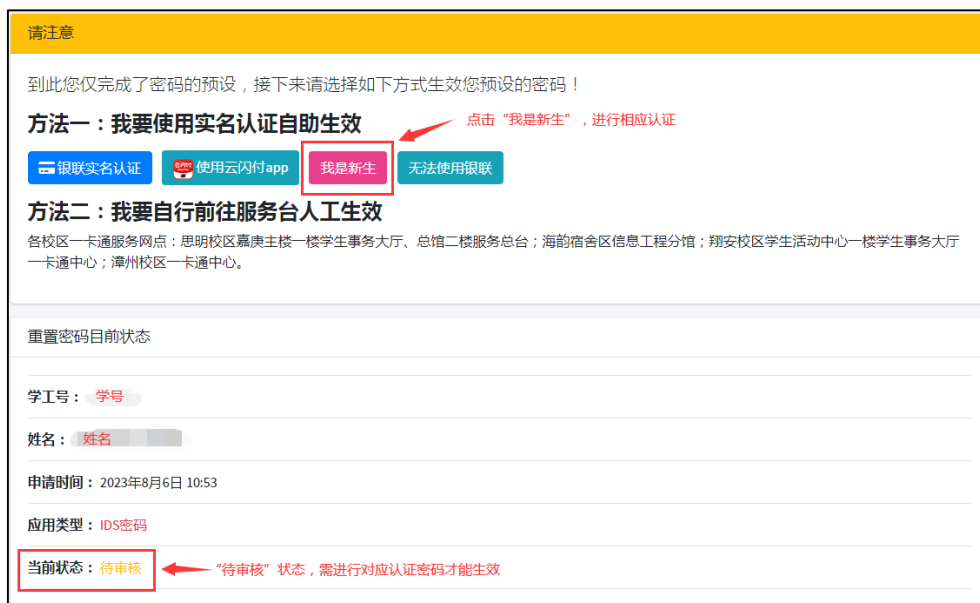 请注意
到此您仅完成了密码的预设，接下来请选择如下方式生效您预设的密码！
方法一：我要使用实名认证自助生效
点击“我是新生”，进行相应认证
银联实名认证
使用云闪付app
我是新生
无法使用银联
方法二：我要自行前往服务台人工生效
各校区一卡通服务网点：思明校区嘉庚主楼一楼学生事务大厅、总馆二楼服务总台；海韵宿舍区信息工程分馆；翔安校区学生活动中心一楼学生事务大厅
一卡通中心；漳州校区一卡通中心。
重置密码目前状态
学工号： 学号
姓名： 姓名
申请时间： 2023年8月6日 10:53
应用类型： IDS密码
当前状态： 待审核
“待审核”状态，需进行对应认证密码才能生效